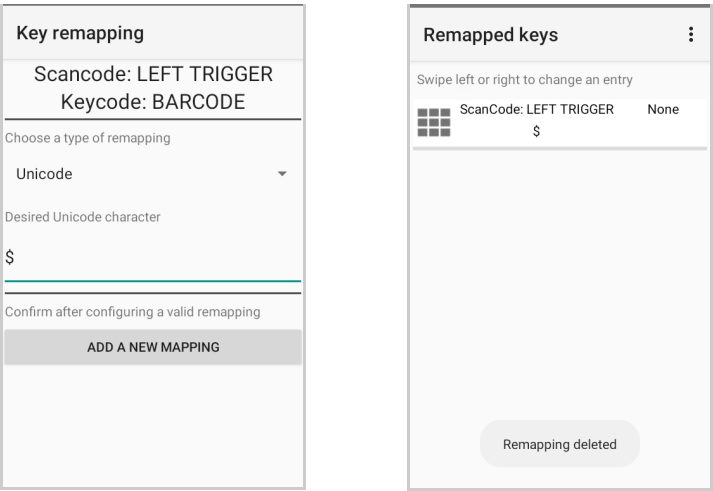 Key remapping
Scancode: LEFT TRIGGER
Keycode: BARCODE
Choose a type of remapping
Unicode
Desired Unicode character
$
Confirm after configuring a valid remapping
ADD A NEW MAPPING
Remapped keys
Swipe left or right to change an entry
ScanCode: LEFT TRIGGER None
$
Remapping deleted